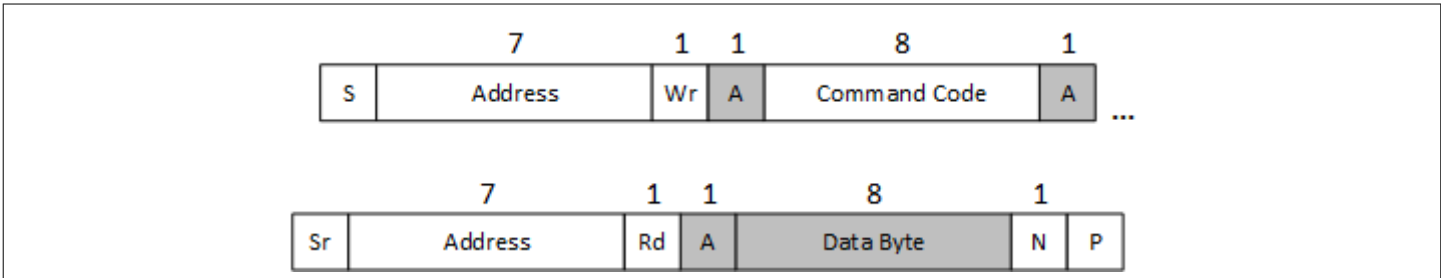 7 1 1 8 1
S Address Wr A Command Code A ...
7 1 1 8 1
Sr Address Rd A Data Byte N P